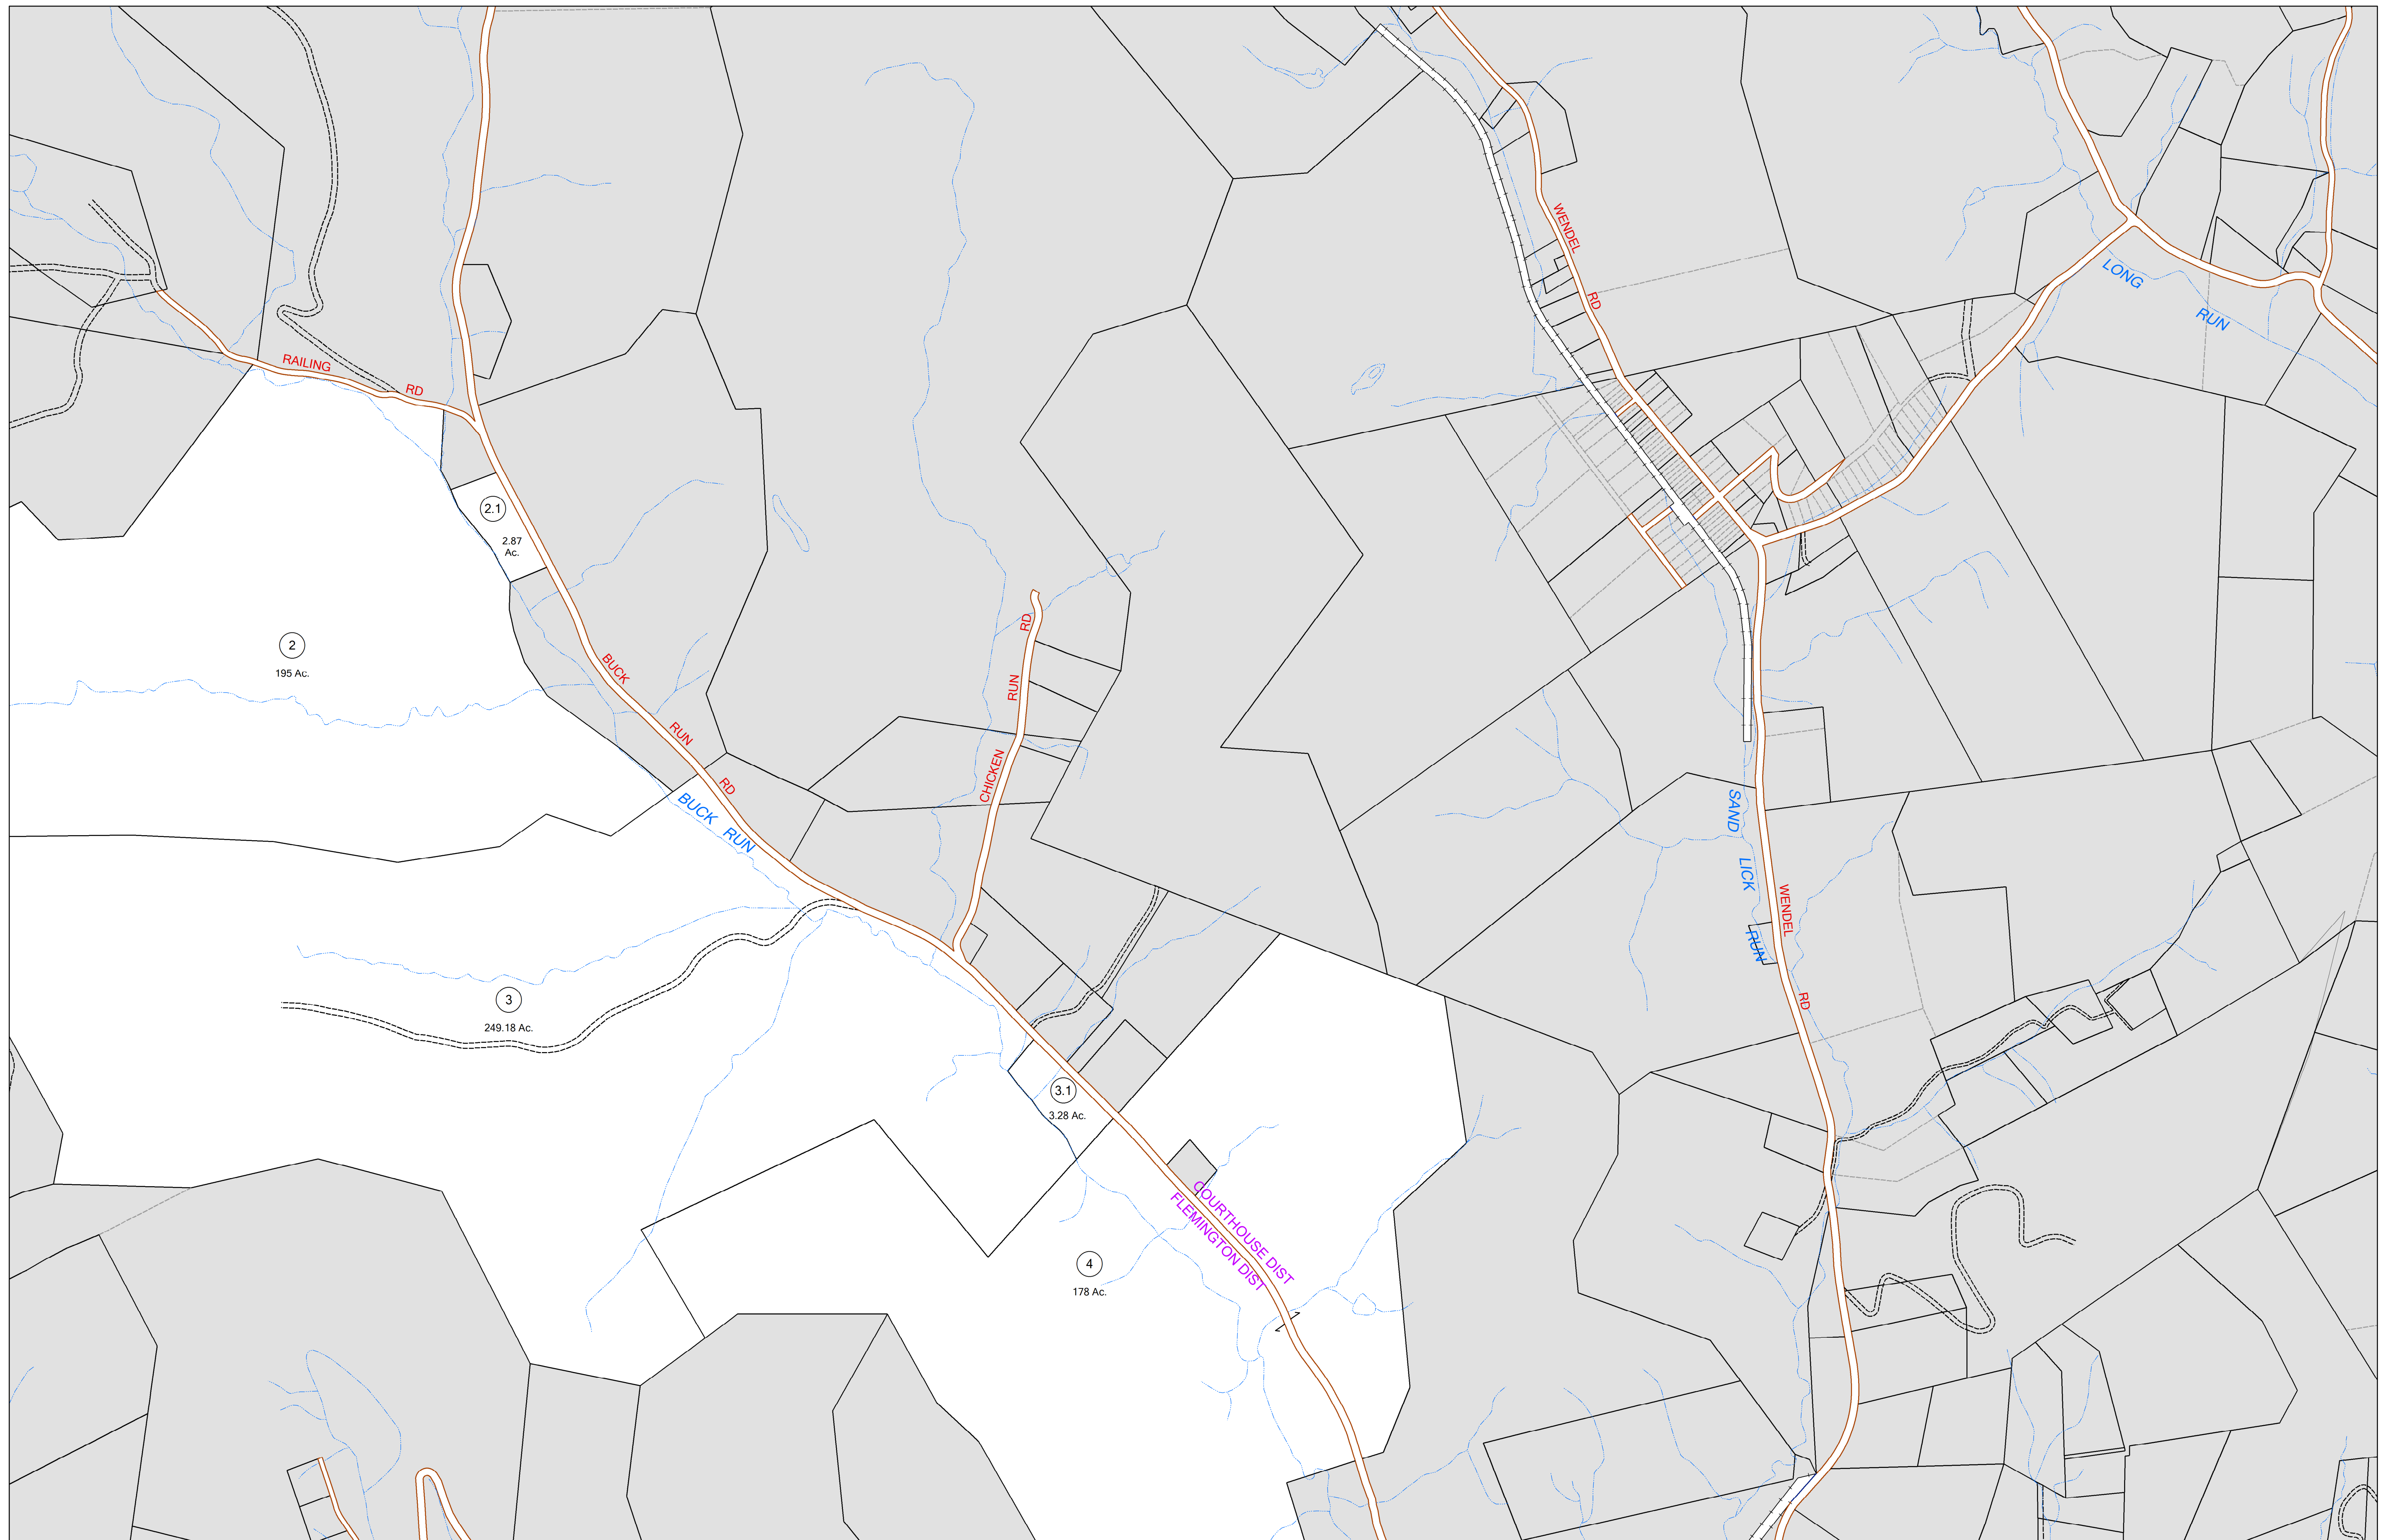 WENDEL
RD
LONG
RUN
RAILING
RD
2.1
2.87
Ac.
2
195 Ac.
BUCK
RUN
RD
BUCK RUN
CHICKEN
RUN
RD
SAND
LICK
RUN
WENDEL
RD
3
249.18 Ac.
3.1
3.28 Ac.
COURTHOUSE DIST
FLEMINGTON DIST
4
178 Ac.